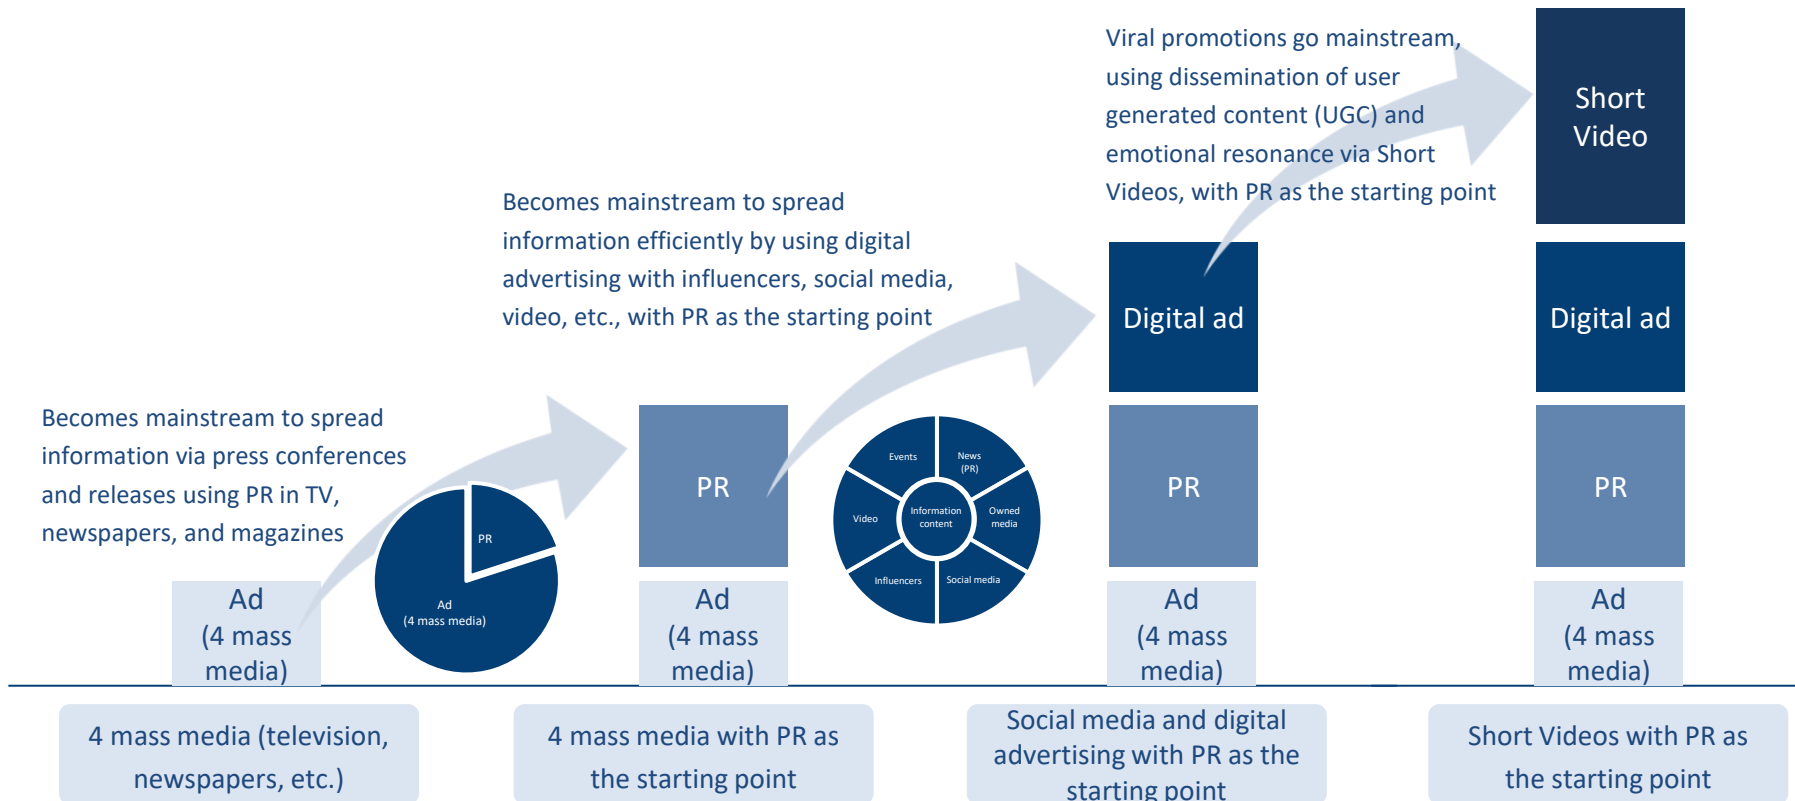 Viral promotions go mainstream,
using dissemination of user
generated content (UGC) and
emotional resonance via Short
Videos, with PR as the starting point
Short
Video
Becomes mainstream to spread
information efficiently by using digital
advertising with influencers, social media,
video, etc., with PR as the starting point
Digital ad
Digital ad
Becomes mainstream to spread
information via press conferences
and releases using PR in TV,
newspapers, and magazines
PR
Ad
(4 mass media)
PR
Events
News
(PR)
Video
Information
content
Owned
media
Influencers
Social media
PR
PR
Ad
(4 mass
media)
Ad
(4 mass
media)
Ad
(4 mass
media)
Ad
(4 mass
media)
4 mass media (television,
newspapers, etc.)
4 mass media with PR as
the starting point
Social media and digital
advertising with PR as the
starting point
Short Videos with PR as
the starting point